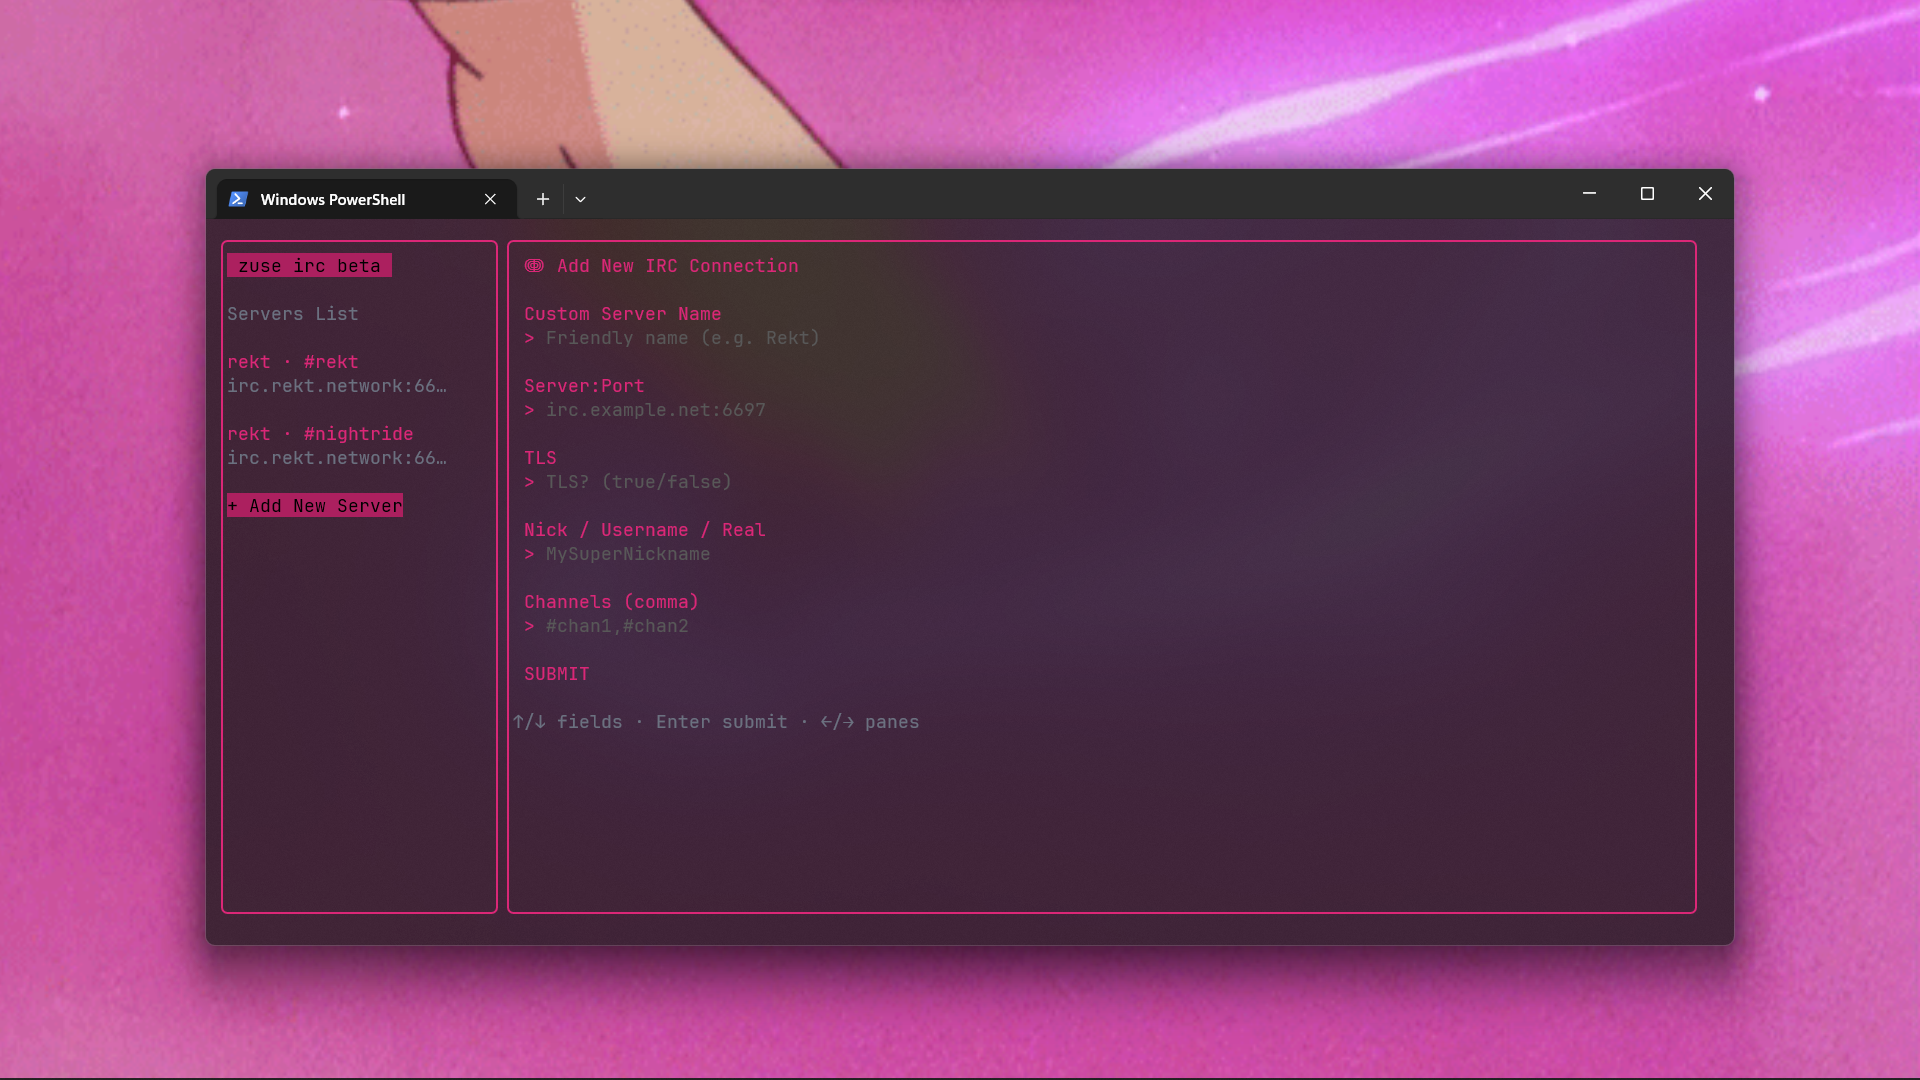 Windows PowerShell
zuse irc beta
Servers List
rekt · #rekt
irc.rekt.network:66…
rekt · #nightride
irc.rekt.network:66…
+ Add New Server
Add New IRC Connection
Custom Server Name
> Friendly name (e.g. Rekt)
Server:Port
> irc.example.net:6697
TLS
> TLS? (true/false)
Nick / Username / Real
> MySuperNickname
Channels (comma)
> #chan1,#chan2
SUBMIT
↑/↓ fields · Enter submit · ←/→ panes